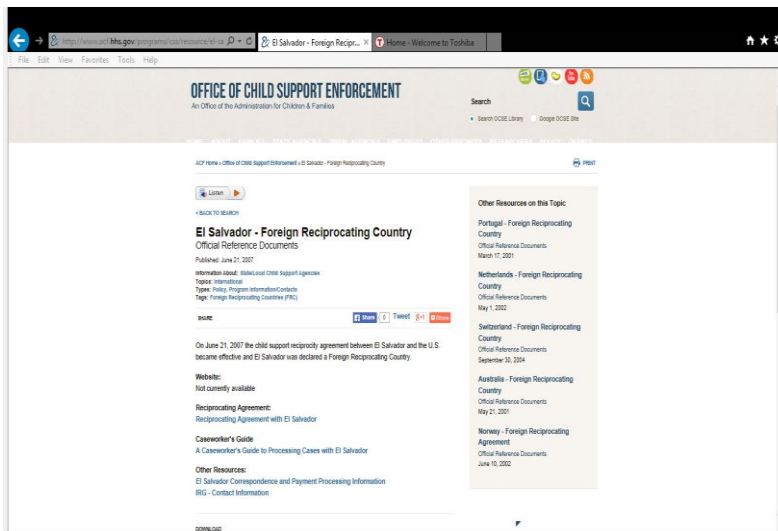 http://www.acf.hhs.gov/programs/css/resource/el-sa
El Salvador - Foreign Recipr...
Home - Welcome to Toshiba
File Edit View Favorites Tools Help
OFFICE OF CHILD SUPPORT ENFORCEMENT
An Office of the Administration for Children & Families
Search
Search OCSE Library Google OCSE Site
ACF Home » Office of Child Support Enforcement » El Salvador - Foreign Reciprocating Country
PRINT
Listen
< BACK TO SEARCH
El Salvador - Foreign Reciprocating Country
Official Reference Documents
Published: June 21, 2007
Information About: State/Local Child Support Agencies
Topics: International
Types: Policy, Program Information/Contacts
Tags: Foreign Reciprocating Countries (FRC)
SHARE
Share 0 Tweet g+1 Share
On June 21, 2007 the child support reciprocity agreement between El Salvador and the U.S.
became effective and El Salvador was declared a Foreign Reciprocating Country.
Website:
Not currently available
Reciprocating Agreement:
Reciprocating Agreement with El Salvador
Caseworker's Guide
A Caseworker's Guide to Processing Cases with El Salvador
Other Resources:
El Salvador Correspondence and Payment Processing Information
IRG - Contact Information
DOWNLOAD
Other Resources on this Topic
Portugal - Foreign Reciprocating
Country
Official Reference Documents
March 17, 2001
Netherlands - Foreign Reciprocating
Country
Official Reference Documents
May 1, 2002
Switzerland - Foreign Reciprocating
Country
Official Reference Documents
September 30, 2004
Australia - Foreign Reciprocating
Country
Official Reference Documents
May 21, 2001
Norway - Foreign Reciprocating
Agreement
Official Reference Documents
June 10, 2002